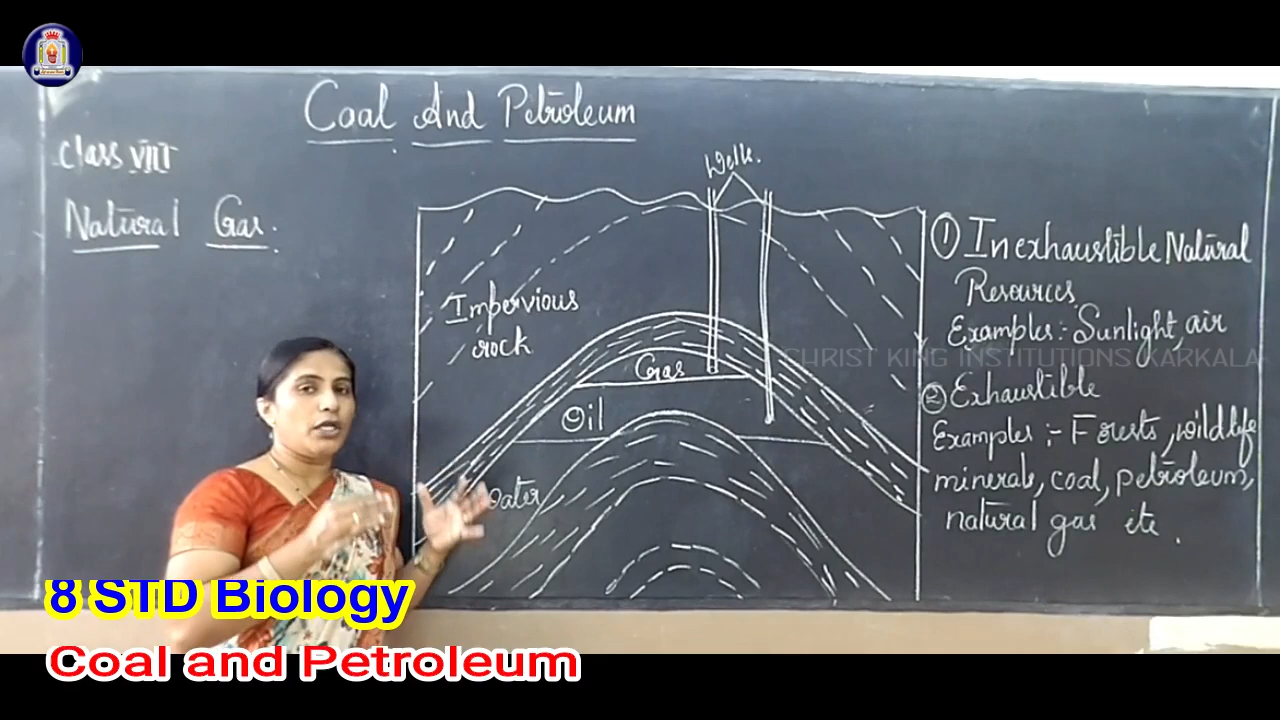 Coal And Petroleum
Class VIII
Natural Gas.
Well.
Impervious
rock
Gas
Oil
water
① Inexhaustible Natural
Resources
Examples:- Sunlight, air
② Exhaustible
Examples:- Forests, wildlife
minerals, coal, petroleum,
natural gas etc.
CHRIST KING INSTITUTIONS KARKALA
8 STD Biology
Coal and Petroleum